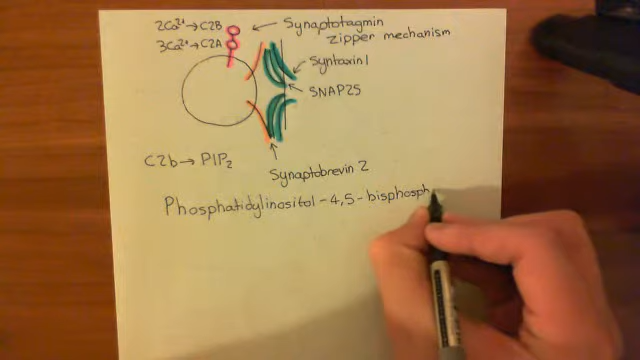 2Ca²⁺→C2B
Synaptotagmin
3Ca²⁺→C2A
zipper mechanism
Syntaxin 1
SNAP25
C2b→PIP₂
Synaptobrevin 2
Phosphatidylinositol-4,5-bisphosph